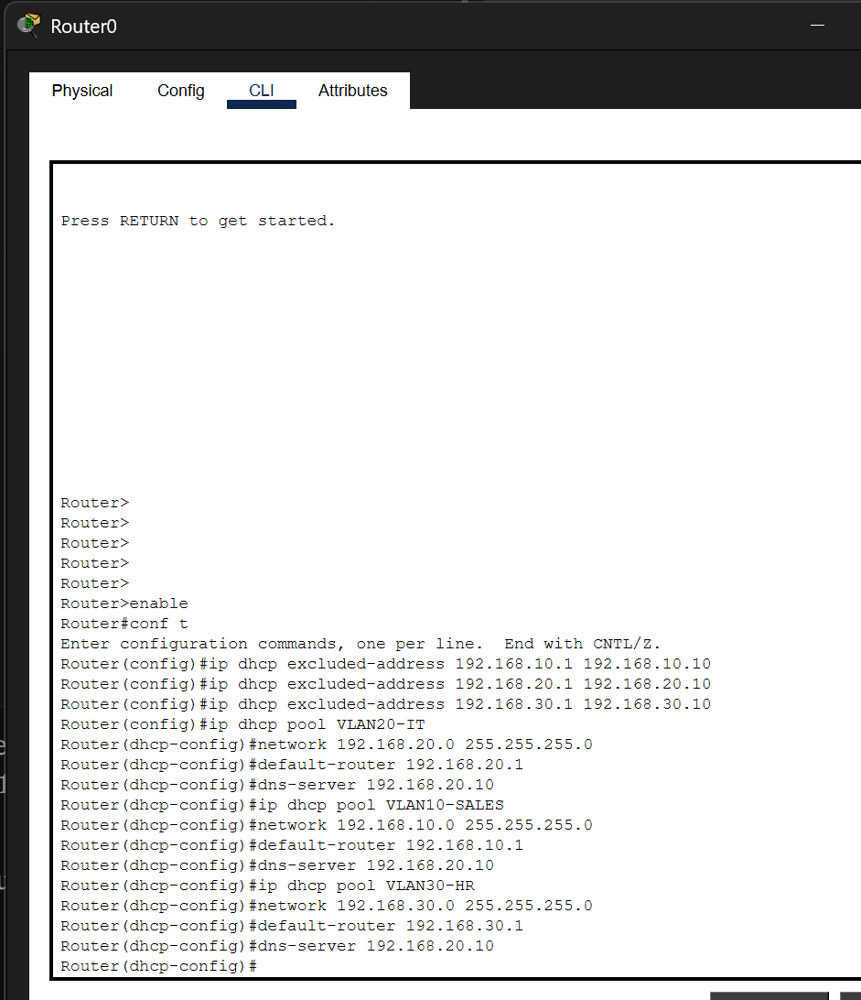 Router0
Physical Config CLI Attributes
Press RETURN to get started.
Router>
Router>
Router>
Router>
Router>
Router>enable
Router#conf t
Enter configuration commands, one per line.  End with CNTL/Z.
Router(config)#ip dhcp excluded-address 192.168.10.1 192.168.10.10
Router(config)#ip dhcp excluded-address 192.168.20.1 192.168.20.10
Router(config)#ip dhcp excluded-address 192.168.30.1 192.168.30.10
Router(config)#ip dhcp pool VLAN20-IT
Router(dhcp-config)#network 192.168.20.0 255.255.255.0
Router(dhcp-config)#default-router 192.168.20.1
Router(dhcp-config)#dns-server 192.168.20.10
Router(dhcp-config)#ip dhcp pool VLAN10-SALES
Router(dhcp-config)#network 192.168.10.0 255.255.255.0
Router(dhcp-config)#default-router 192.168.10.1
Router(dhcp-config)#dns-server 192.168.20.10
Router(dhcp-config)#ip dhcp pool VLAN30-HR
Router(dhcp-config)#network 192.168.30.0 255.255.255.0
Router(dhcp-config)#default-router 192.168.30.1
Router(dhcp-config)#dns-server 192.168.20.10
Router(dhcp-config)#